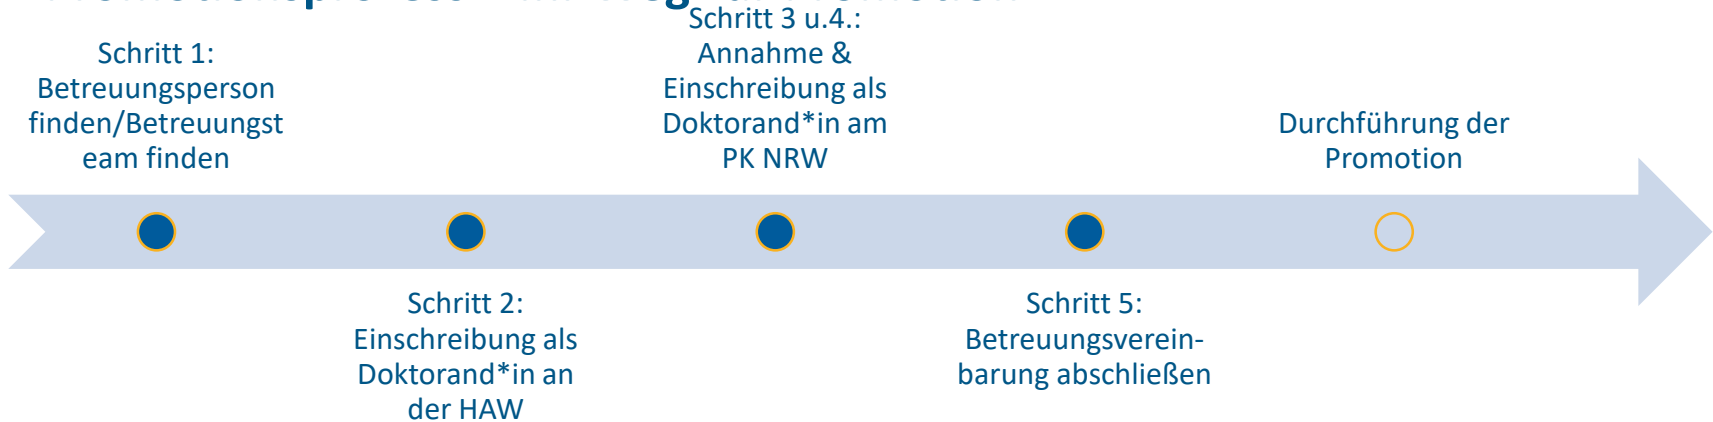 Schritt 1:
Betreuungsperson
finden/Betreuungst
eam finden
Schritt 2:
Einschreibung als
Doktorand*in an
der HAW
Schritt 3 u.4.:
Annahme &
Einschreibung als
Doktorand*in am
PK NRW
Schritt 5:
Betreuungsverein-
barung abschließen
Durchführung der
Promotion